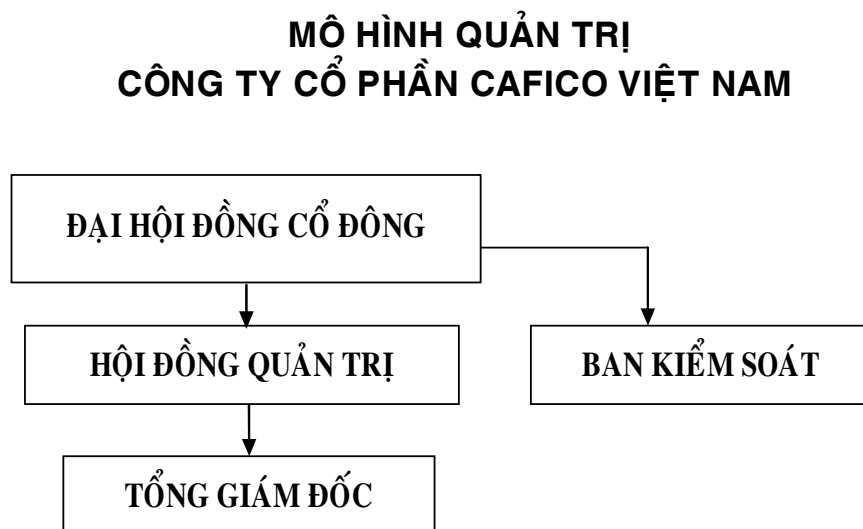 MÔ HÌNH QUẢN TRỊ
CÔNG TY CỔ PHẦN CAFICO VIỆT NAM
ĐẠI HỘI ĐỒNG CỔ ĐÔNG
HỘI ĐỒNG QUẢN TRỊ
BAN KIỂM SOÁT
TỔNG GIÁM ĐỐC